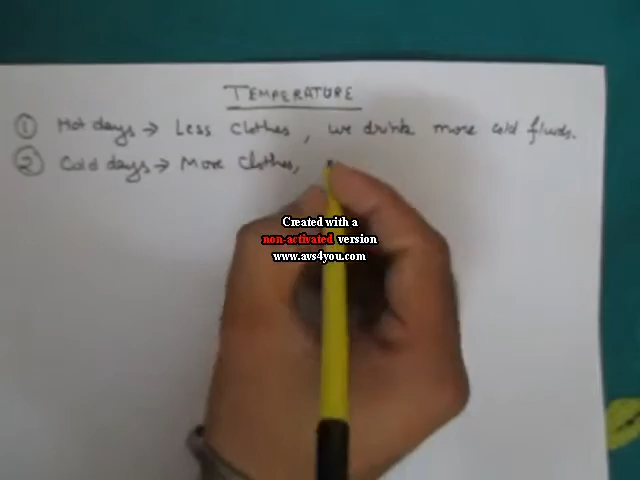 TEMPERATURE
① Hot days → Less clothes, we drink more cold fluids.
② Cold days → More clothes,
Created with a
non-activated version
www.avs4you.com